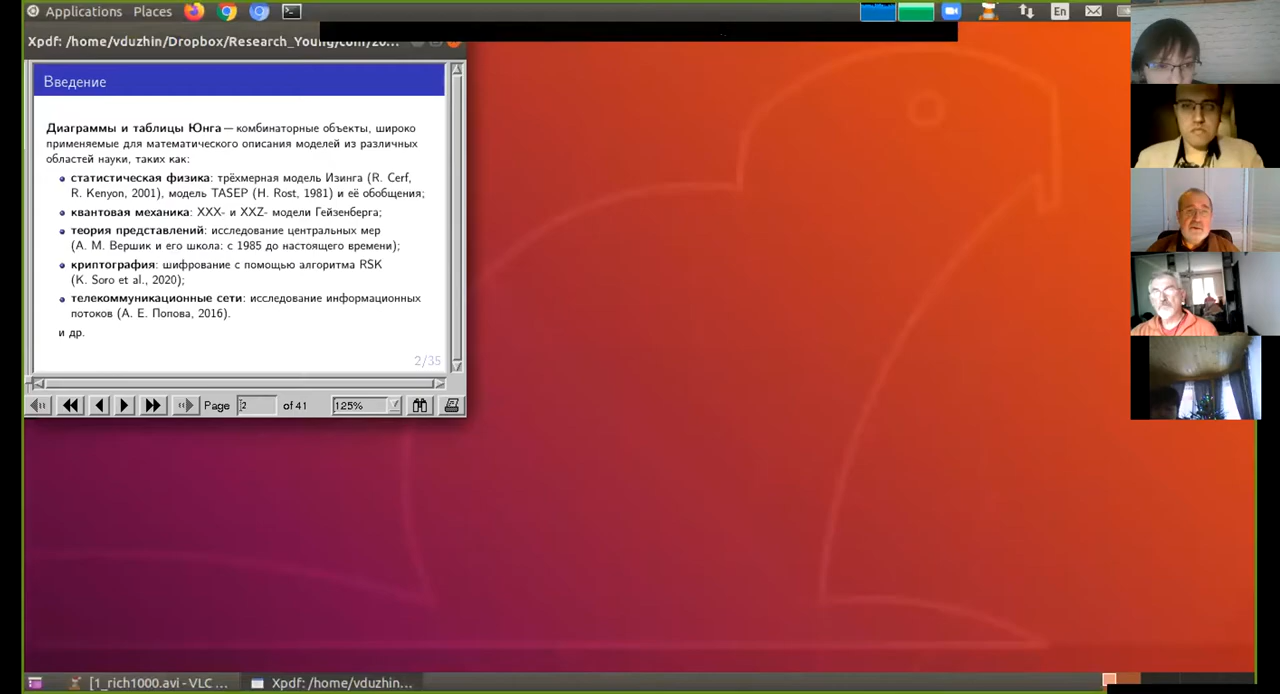 Applications Places
En
Xpdf: /home/vduzhin/Dropbox/Research_Young/conf/20...
Введение
Диаграммы и таблицы Юнга — комбинаторные объекты, широко
применяемые для математического описания моделей из различных
областей науки, таких как:
статистическая физика: трёхмерная модель Изинга (R. Cerf,
R. Kenyon, 2001), модель TASEP (H. Rost, 1981) и её обобщения;
квантовая механика: XXX- и XXZ- модели Гейзенберга;
теория представлений: исследование центральных мер
(А. М. Вершик и его школа: с 1985 до настоящего времени);
криптография: шифрование с помощью алгоритма RSK
(K. Soro et al., 2020);
телекоммуникационные сети: исследование информационных
потоков (А. Е. Попова, 2016).
и др.
2/35
Page 2 of 41 125%
[1_rich1000.avi - VLC ... Xpdf: /home/vduzhin...